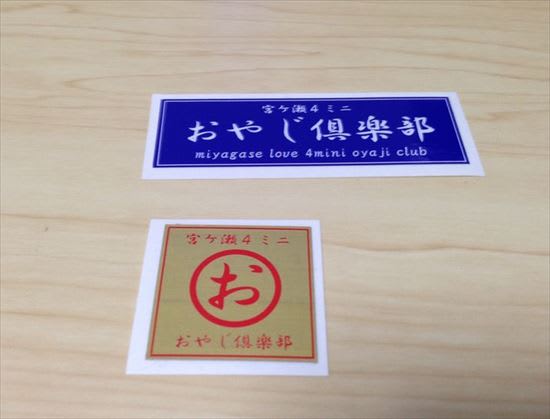 宮ケ瀬4ミニ
おやじ倶楽部
miyagase love 4mini oyaji club
宮ケ瀬4ミニ
お
おやじ倶楽部